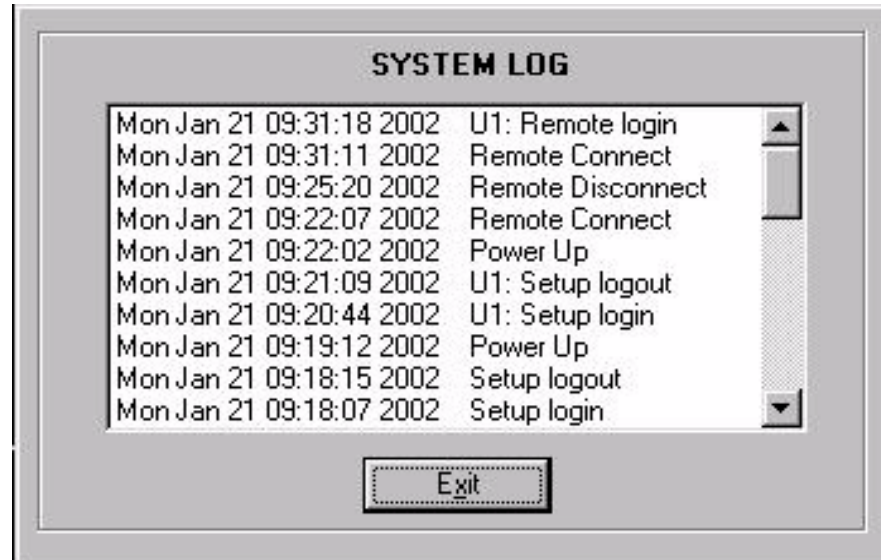 SYSTEM LOG
Mon Jan 21 09:31:18 2002 U1: Remote login
Mon Jan 21 09:31:11 2002 Remote Connect
Mon Jan 21 09:25:20 2002 Remote Disconnect
Mon Jan 21 09:22:07 2002 Remote Connect
Mon Jan 21 09:22:02 2002 Power Up
Mon Jan 21 09:21:09 2002 U1: Setup logout
Mon Jan 21 09:20:44 2002 U1: Setup login
Mon Jan 21 09:19:12 2002 Power Up
Mon Jan 21 09:18:15 2002 Setup logout
Mon Jan 21 09:18:07 2002 Setup login
Exit